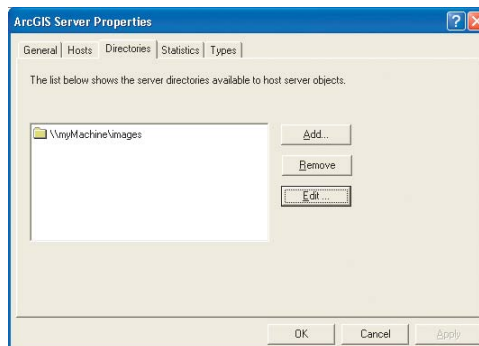 ArcGIS Server Properties
General Hosts Directories Statistics Types
The list below shows the server directories available to host server objects.
\\myMachine\images
Add...
Remove
Edit ...
OK Cancel Apply